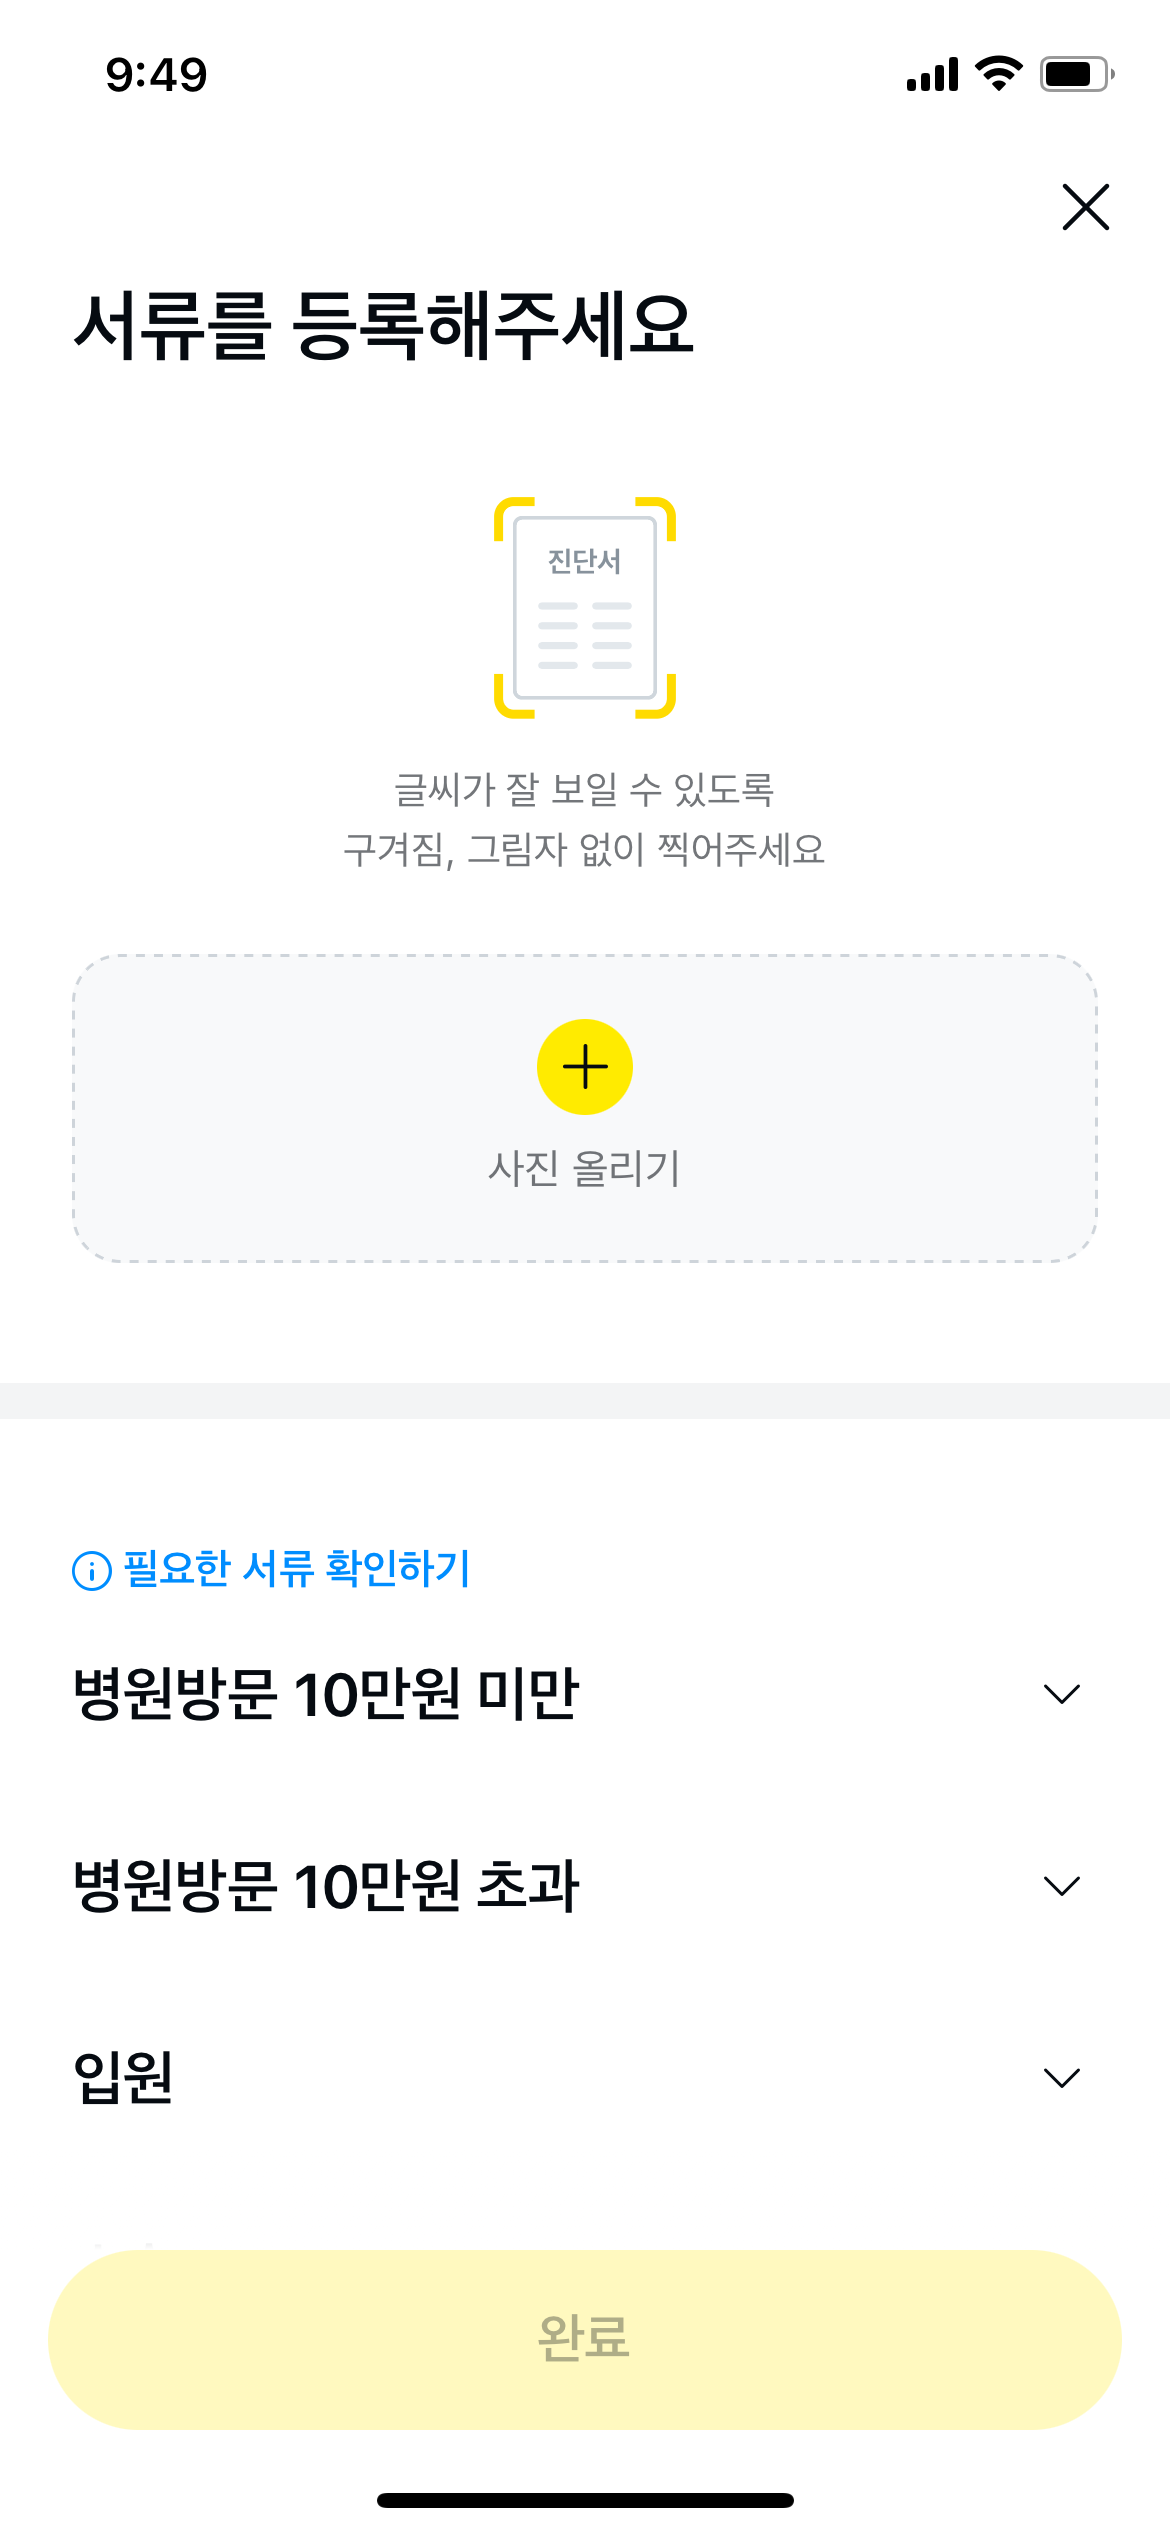 9:49
서류를 등록해주세요
진단서
글씨가 잘 보일 수 있도록
구겨짐, 그림자 없이 찍어주세요
사진 올리기
필요한 서류 확인하기
병원방문 10만원 미만
병원방문 10만원 초과
입원
완료